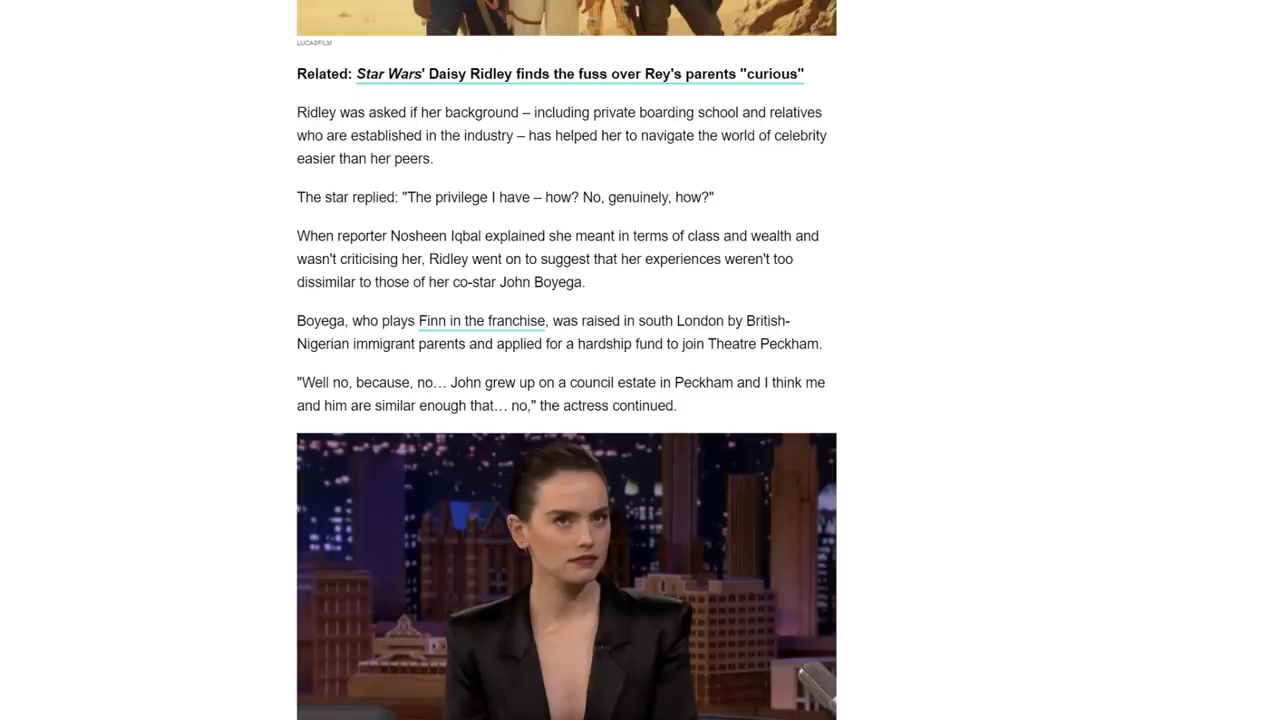 LUCASFILM
Related: Star Wars' Daisy Ridley finds the fuss over Rey's parents "curious"
Ridley was asked if her background – including private boarding school and relatives
who are established in the industry – has helped her to navigate the world of celebrity
easier than her peers.
The star replied: "The privilege I have – how? No, genuinely, how?"
When reporter Nosheen Iqbal explained she meant in terms of class and wealth and
wasn't criticising her, Ridley went on to suggest that her experiences weren't too
dissimilar to those of her co-star John Boyega.
Boyega, who plays Finn in the franchise, was raised in south London by British-
Nigerian immigrant parents and applied for a hardship fund to join Theatre Peckham.
"Well no, because, no… John grew up on a council estate in Peckham and I think me
and him are similar enough that… no," the actress continued.